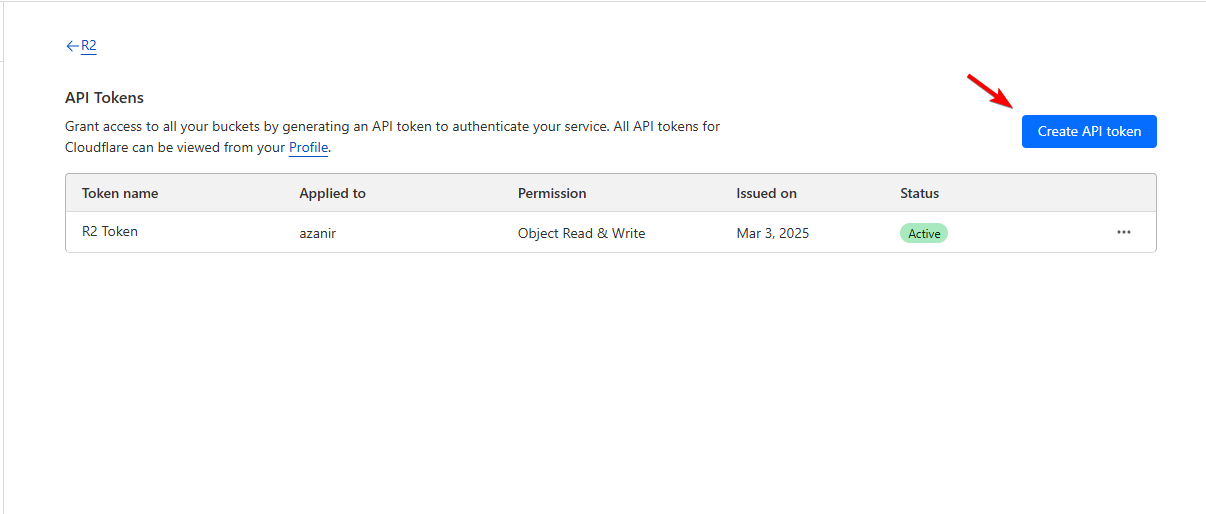 R2
API Tokens
Grant access to all your buckets by generating an API token to authenticate your service. All API tokens for
Cloudflare can be viewed from your Profile.
Create API token
Token name Applied to Permission Issued on Status
R2 Token azanir Object Read & Write Mar 3, 2025 Active